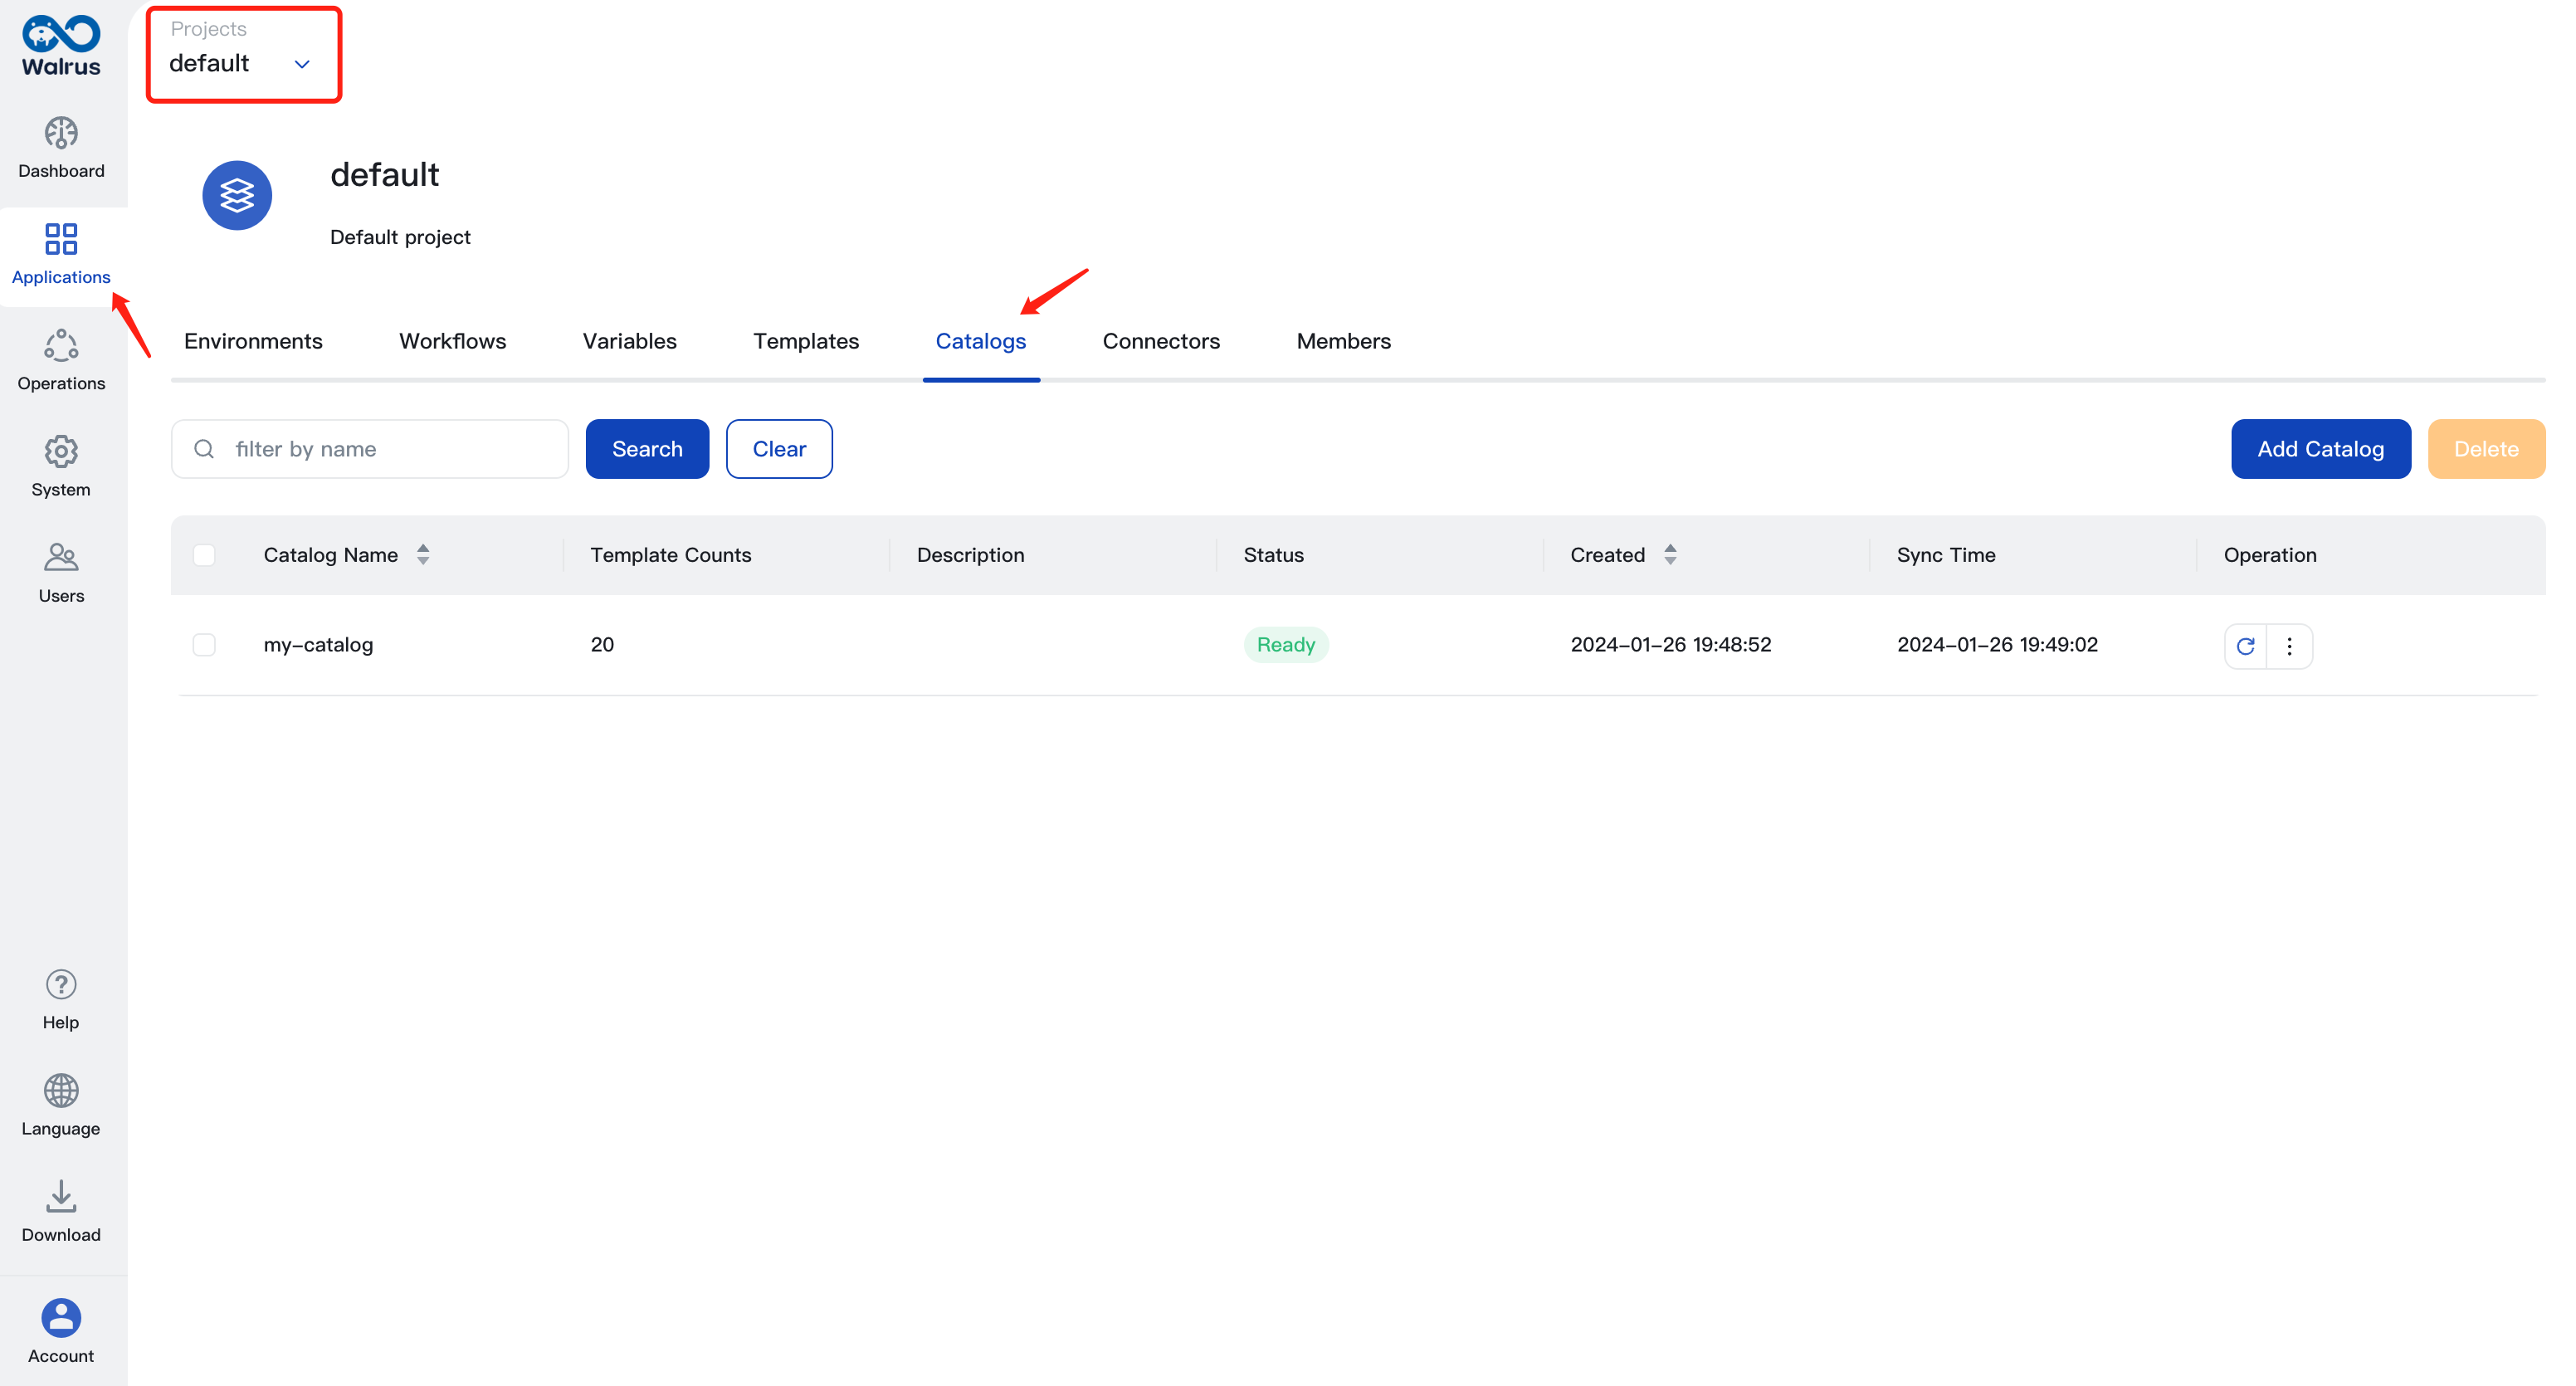 Walrus
Projects
default
Dashboard
Applications
Operations
System
Users
Help
Language
Download
Account
default
Default project
Environments Workflows Variables Templates Catalogs Connectors Members
filter by name Search Clear Add Catalog Delete
Catalog Name Template Counts Description Status Created Sync Time Operation
my-catalog 20 Ready 2024-01-26 19:48:52 2024-01-26 19:49:02